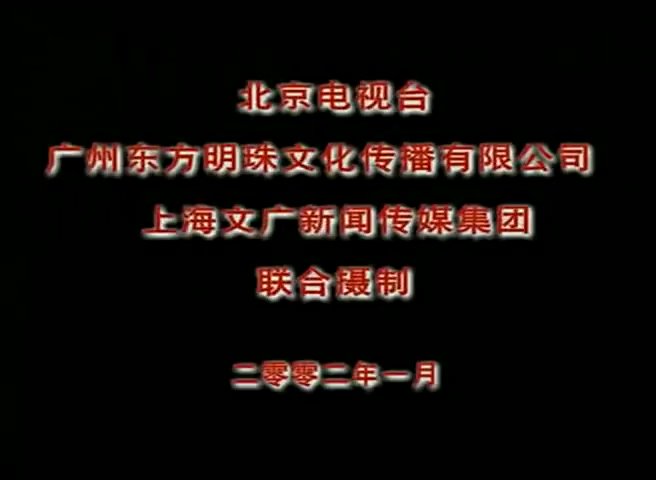 北京电视台
广州东方明珠文化传播有限公司
上海文广新闻传媒集团
联合摄制
二零零二年一月